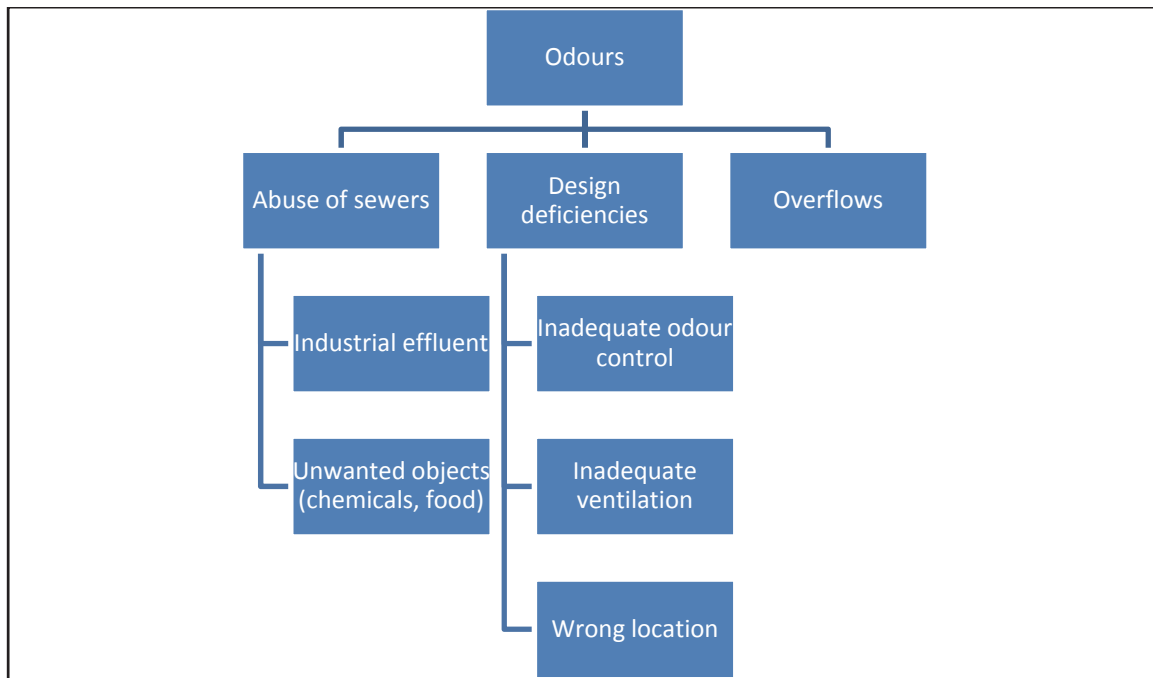 Odours
Abuse of sewers
Design
deficiencies
Overflows
Industrial effluent
Unwanted objects
(chemicals, food)
Inadequate odour
control
Inadequate
ventilation
Wrong location